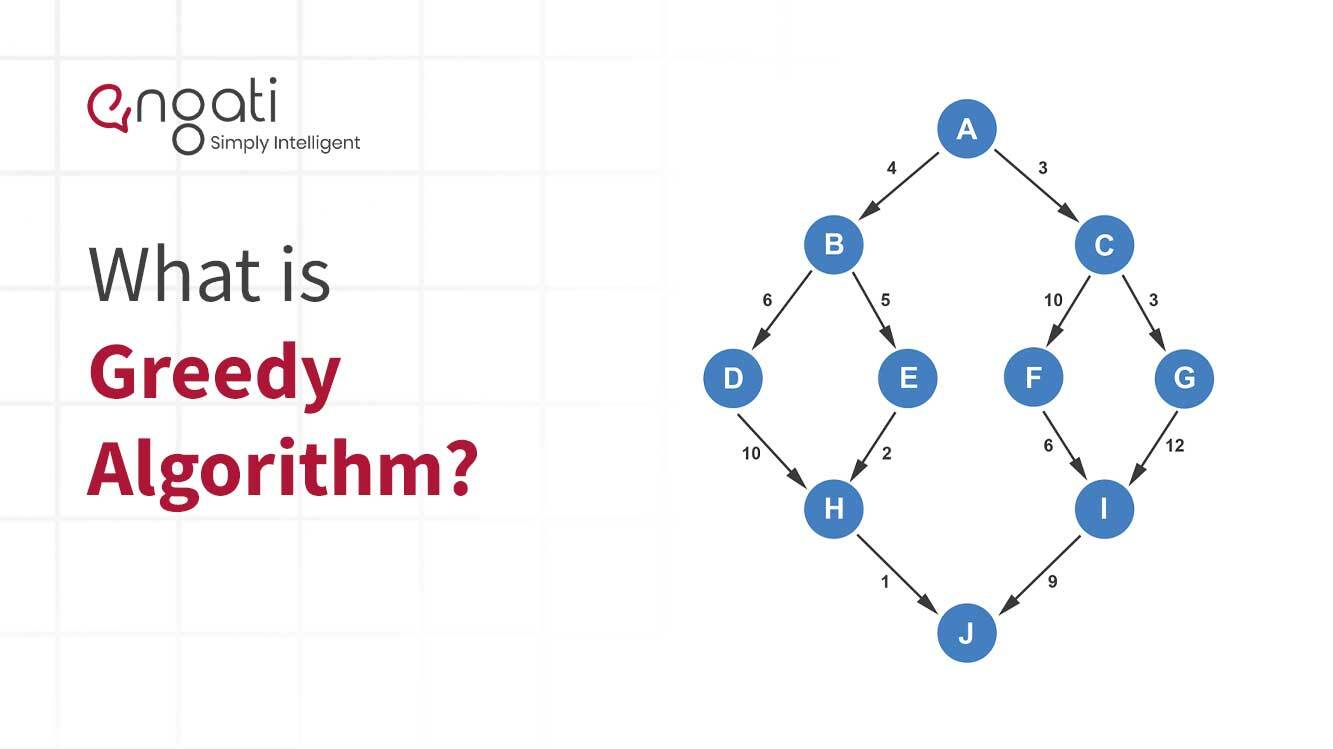 engati
Simply Intelligent
What is
Greedy
Algorithm?
A
4
3
B
C
6
5
10
3
D
E
F
G
10
2
6
12
H
I
1
9
J